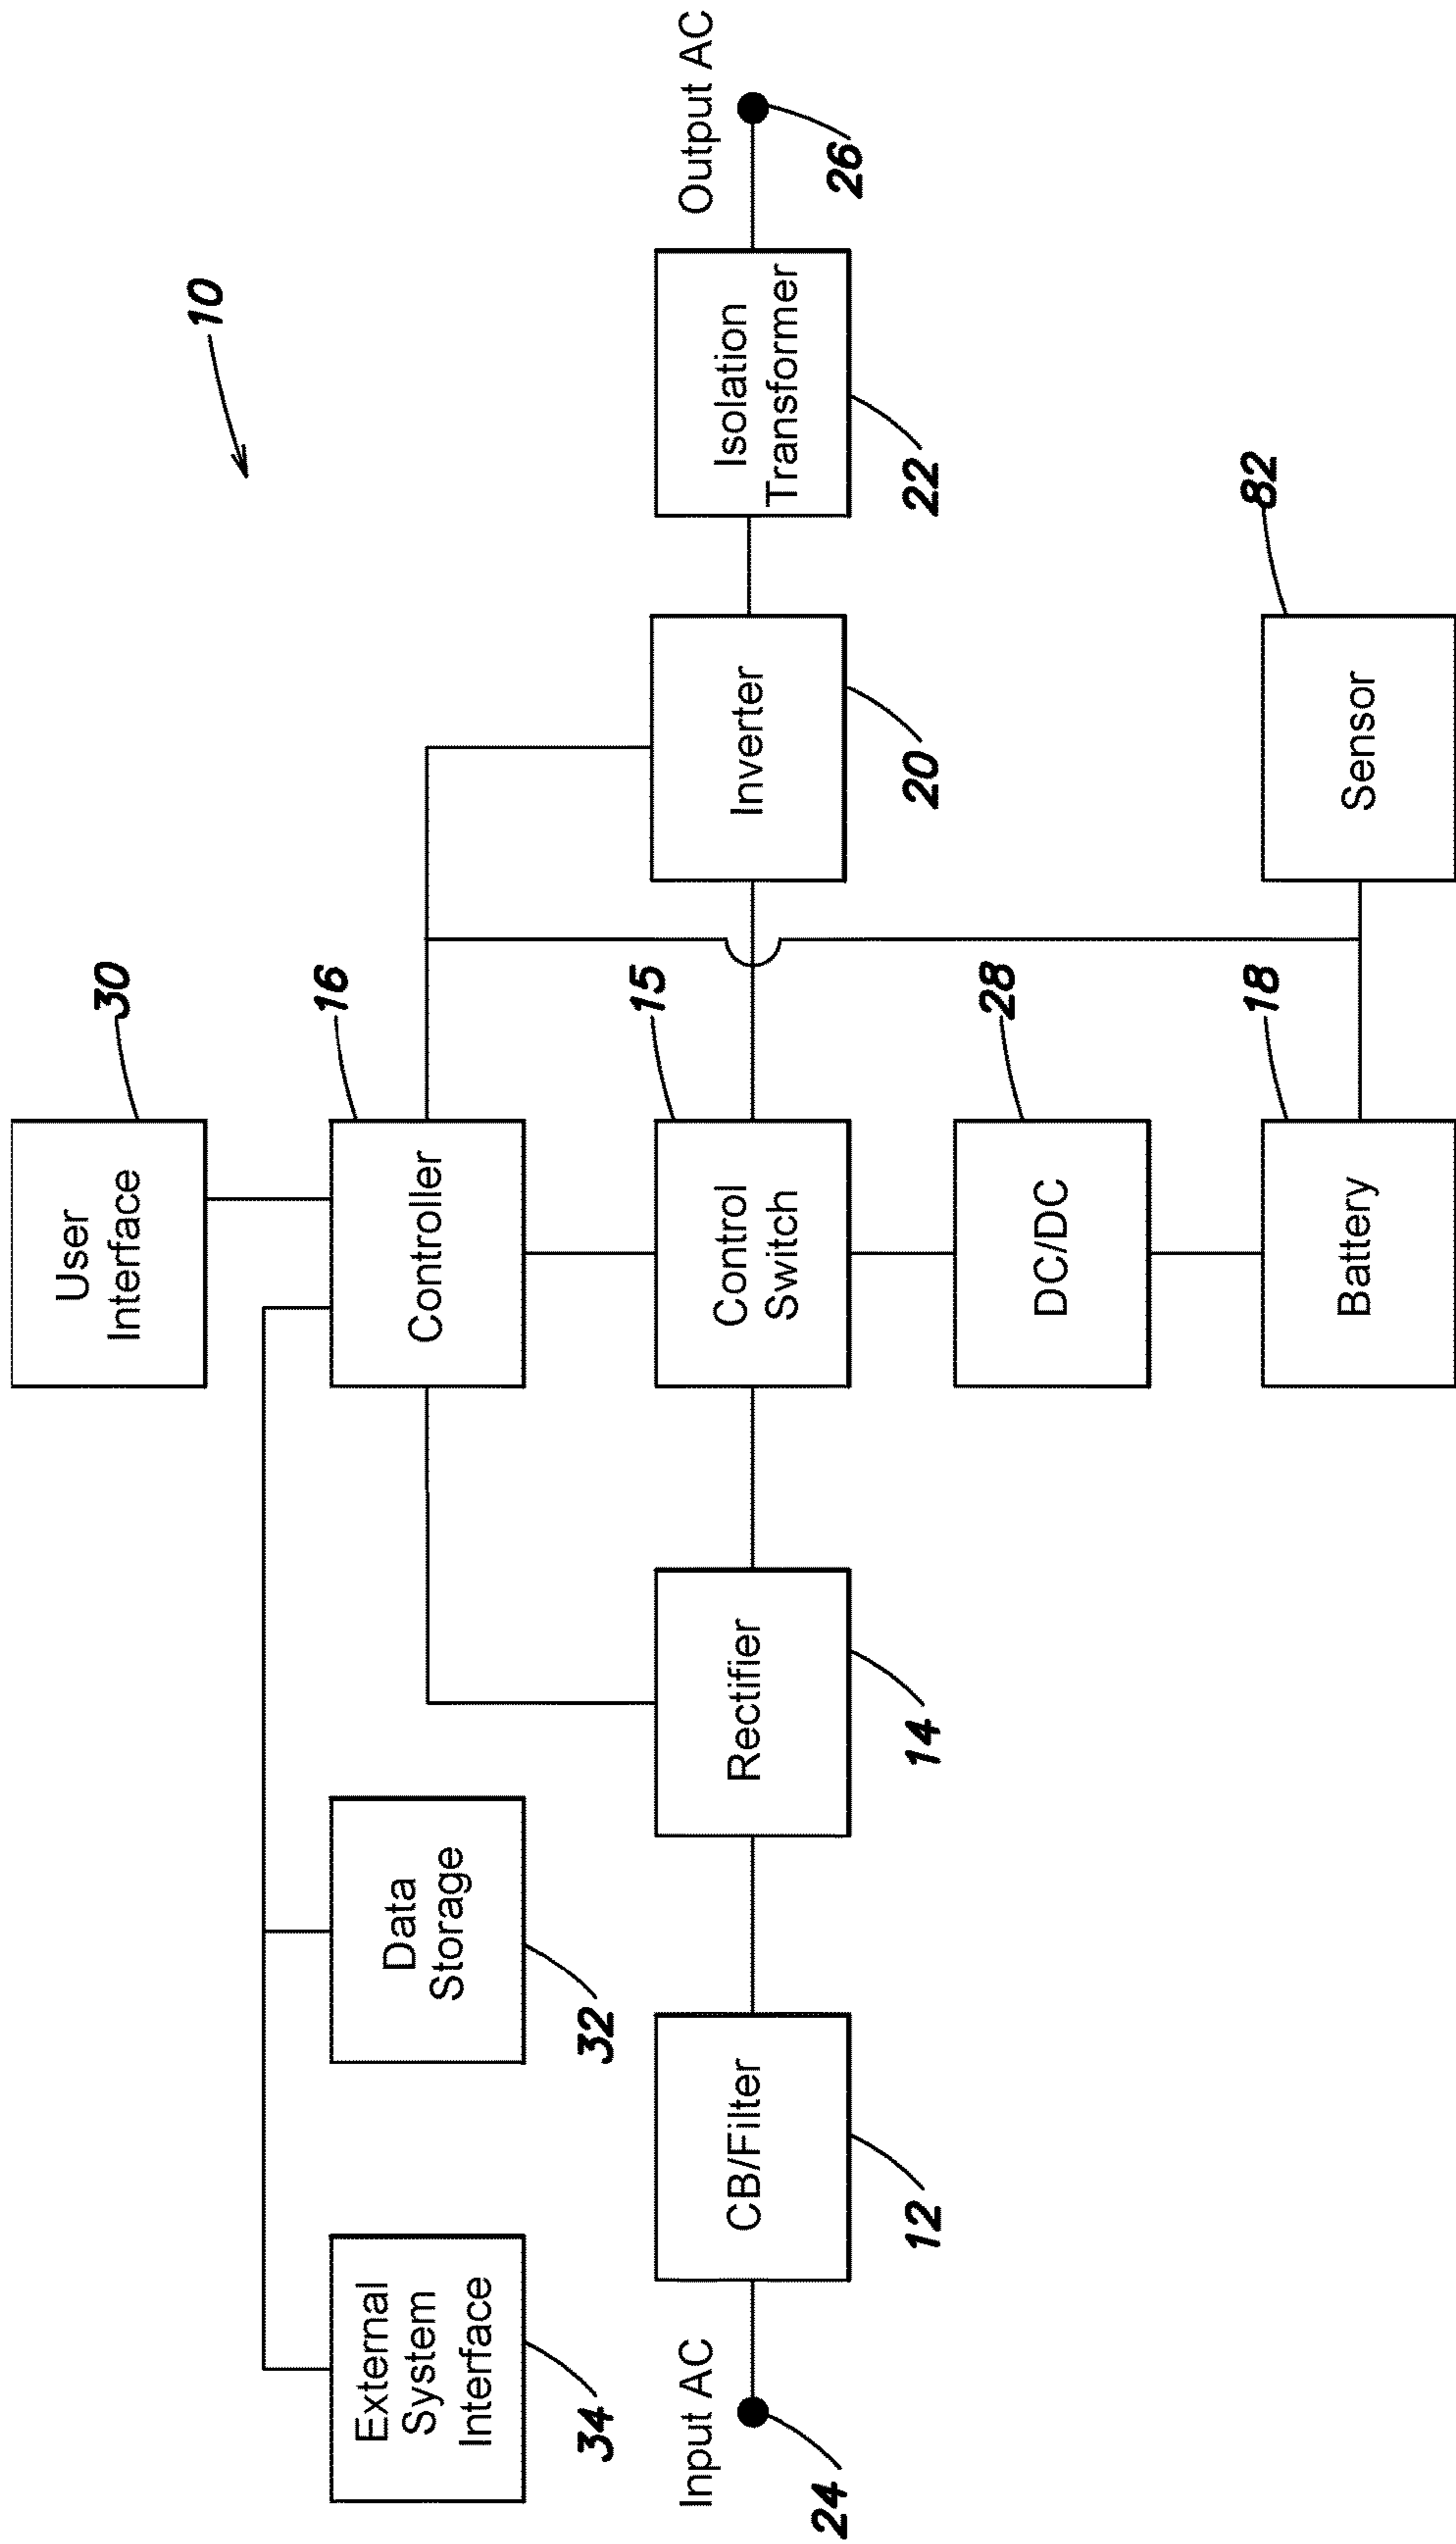 10
User
Interface
30
External
System
Interface
34
Data
Storage
32
Controller
16
Input AC
24
CB/Filter
12
Rectifier
14
Control
Switch
15
Inverter
20
Isolation
Transformer
22
Output AC
26
DC/DC
28
Battery
18
Sensor
82